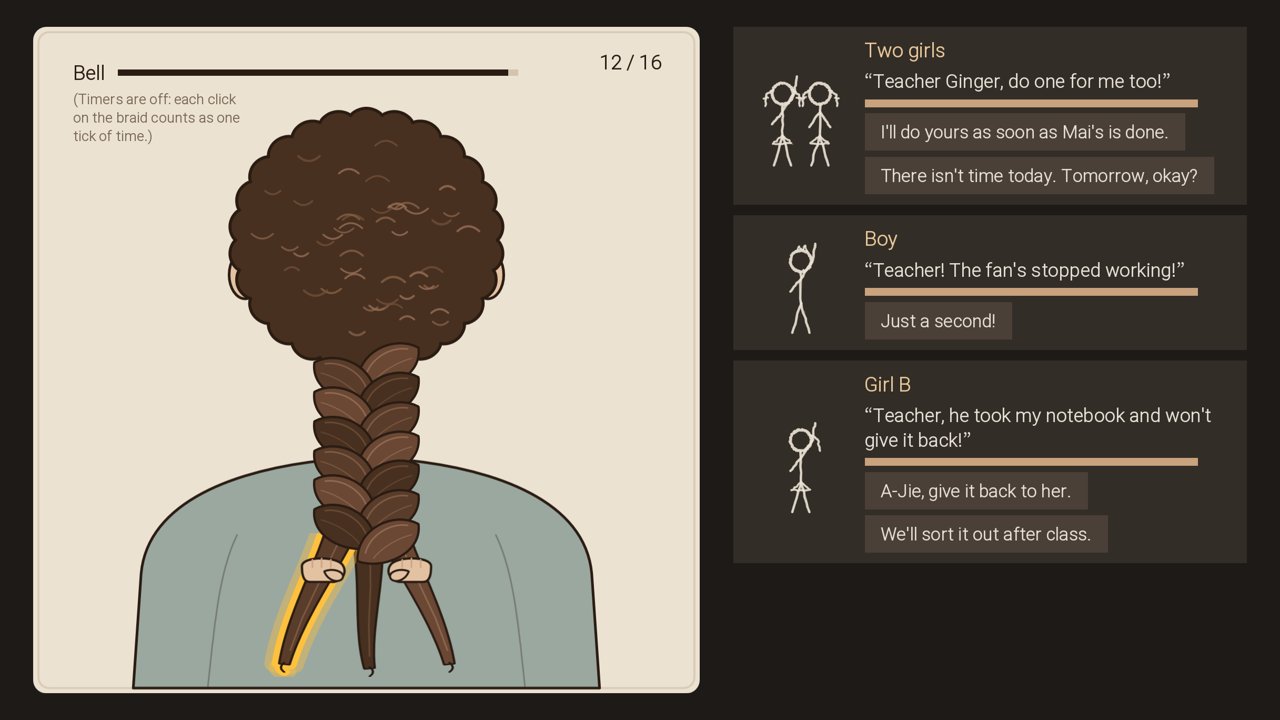 Bell
12 / 16
(Timers are off: each click
on the braid counts as one
tick of time.)
Two girls
“Teacher Ginger, do one for me too!”
I'll do yours as soon as Mai's is done.
There isn't time today. Tomorrow, okay?
Boy
“Teacher! The fan's stopped working!”
Just a second!
Girl B
“Teacher, he took my notebook and won't
give it back!”
A-Jie, give it back to her.
We'll sort it out after class.